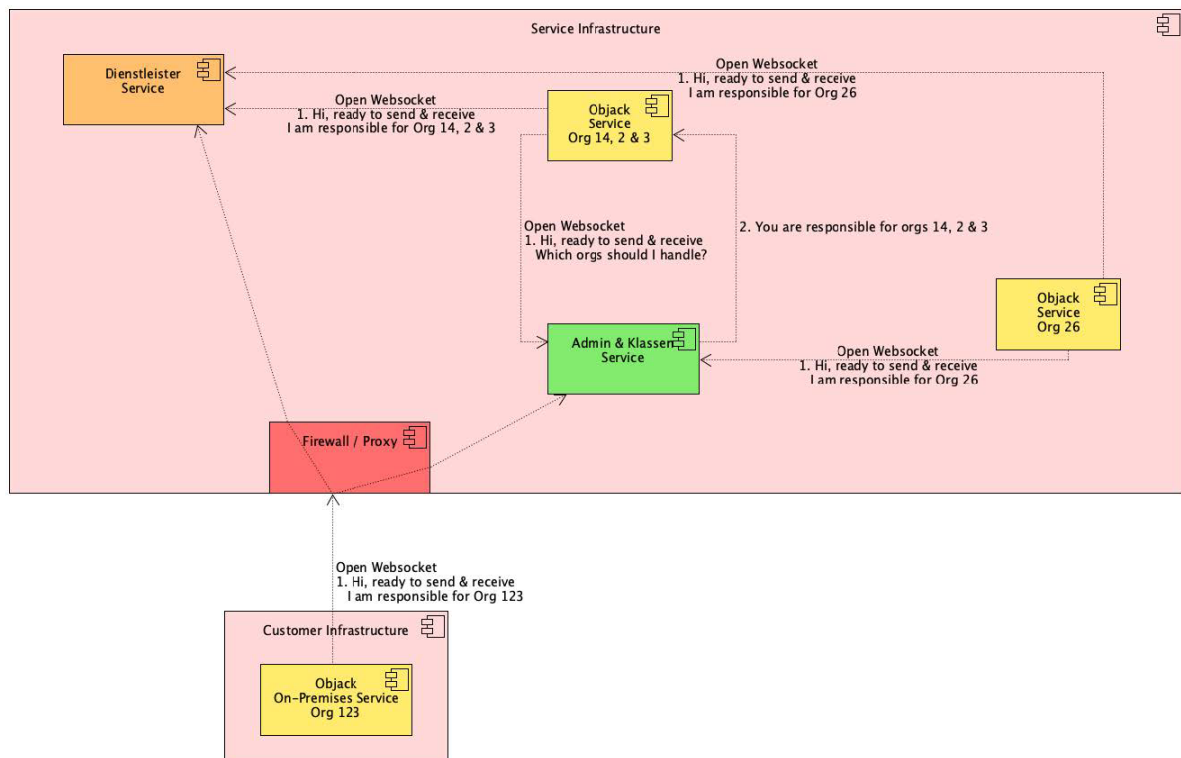 Service Infrastructure
Dienstleister
Service
Open Websocket
1. Hi, ready to send & receive
I am responsible for Org 26
Open Websocket
1. Hi, ready to send & receive
I am responsible for Org 14, 2 & 3
Objack
Service
Org 14, 2 & 3
Open Websocket
1. Hi, ready to send & receive
Which orgs should I handle?
2. You are responsible for orgs 14, 2 & 3
Objack
Service
Org 26
Admin & Klassen
Service
Open Websocket
1. Hi, ready to send & receive
I am responsible for Org 26
Firewall / Proxy
Open Websocket
1. Hi, ready to send & receive
I am responsible for Org 123
Customer Infrastructure
Objack
On-Premises Service
Org 123